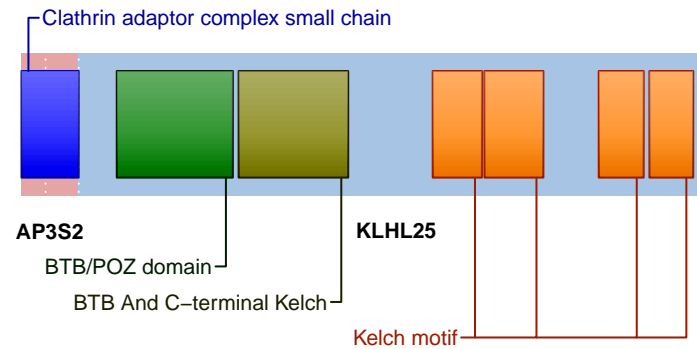 Clathrin adaptor complex small chain
AP3S2
KLHL25
BTB/POZ domain
BTB And C−terminal Kelch
Kelch motif